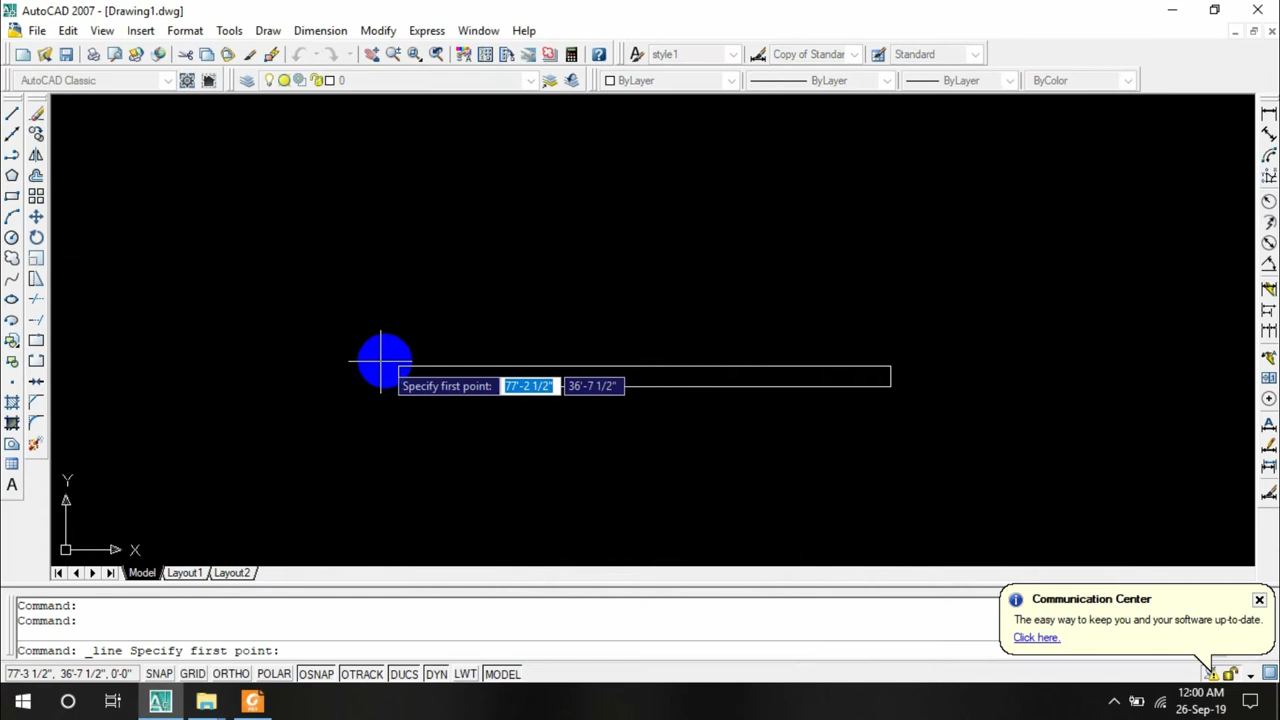 AutoCAD 2007 - [Drawing1.dwg]
File Edit View Insert Format Tools Draw Dimension Modify Express Window Help
style1 Copy of Standar Standard
AutoCAD Classic 0 ByLayer ByLayer ByLayer ByColor
Specify first point: 77'-2 1/2" 36'-7 1/2"
Y
X
A
Model Layout1 Layout2
Command:
Command:
Command: _line Specify first point:
Communication Center
The easy way to keep you and your software up-to-date.
Click here.
77'-3 1/2", 36'-7 1/2", 0'-0" SNAP GRID ORTHO POLAR OSNAP OTRACK DUCS DYN LWT MODEL
12:00 AM
26-Sep-19